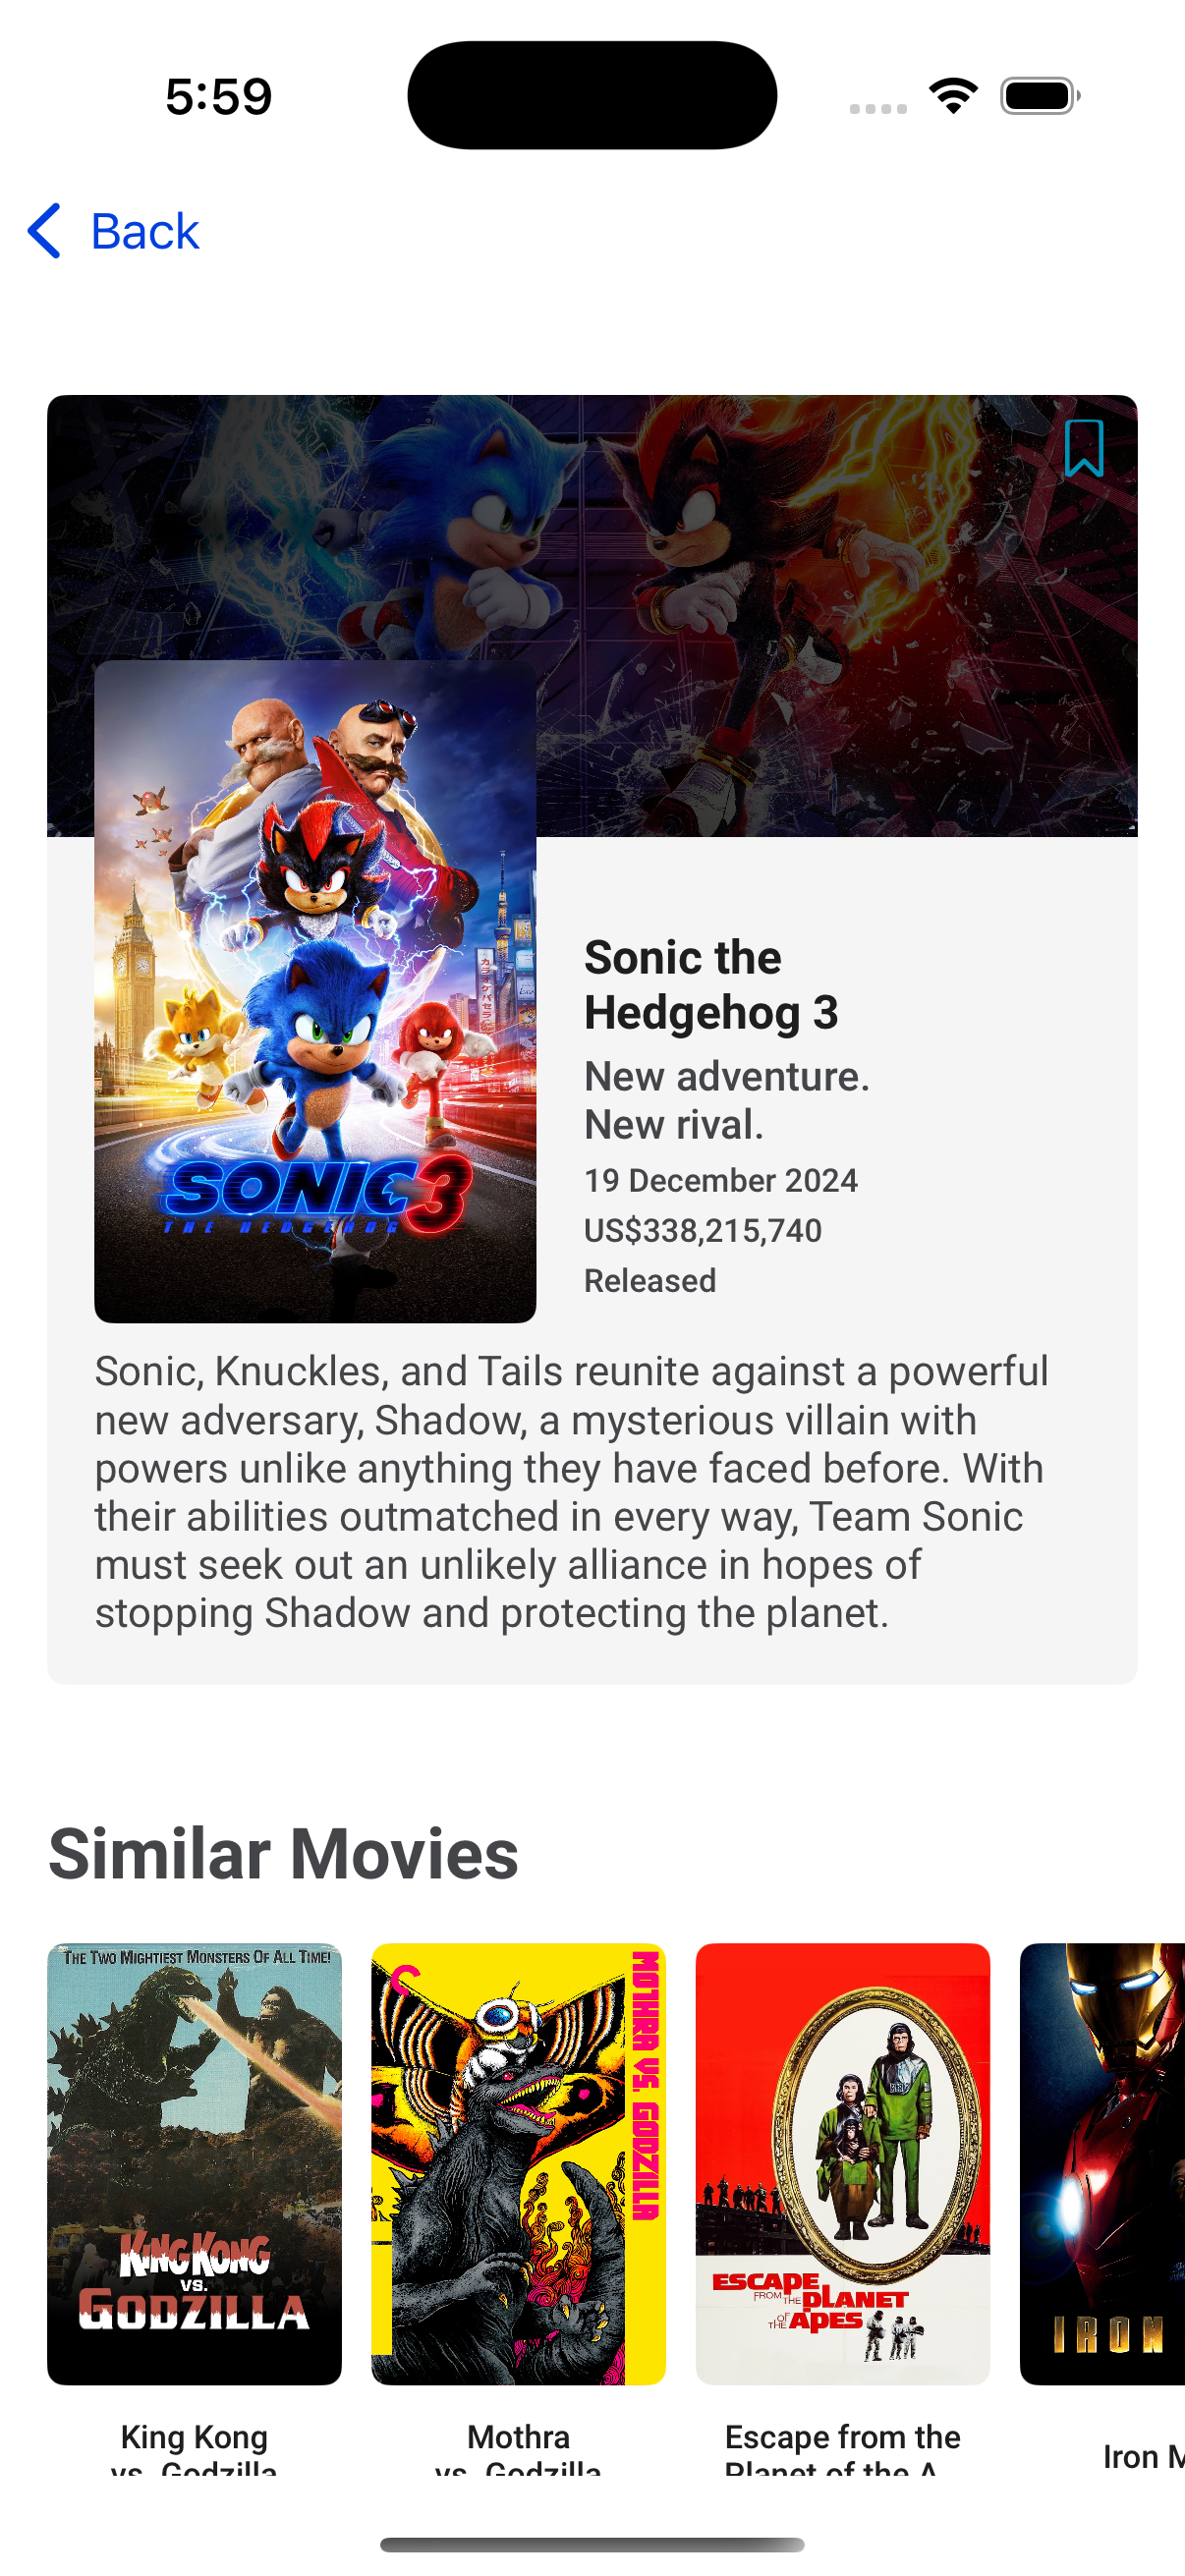 5:59
Back
Sonic the
Hedgehog 3
New adventure.
New rival.
19 December 2024
US$338,215,740
Released
SONIC 3
THE HEDGEHOG
Sonic, Knuckles, and Tails reunite against a powerful
new adversary, Shadow, a mysterious villain with
powers unlike anything they have faced before. With
their abilities outmatched in every way, Team Sonic
must seek out an unlikely alliance in hopes of
stopping Shadow and protecting the planet.
Similar Movies
THE TWO MIGHTIEST MONSTERS OF ALL TIME!
KING KONG
VS.
GODZILLA
MOTHRA VS. GODZILLA
ESCAPE
FROM THE PLANET
OF THE APES
IRON
King Kong
vs. Godzilla
Mothra
vs. Godzilla
Escape from the
Planet of the A
Iron M